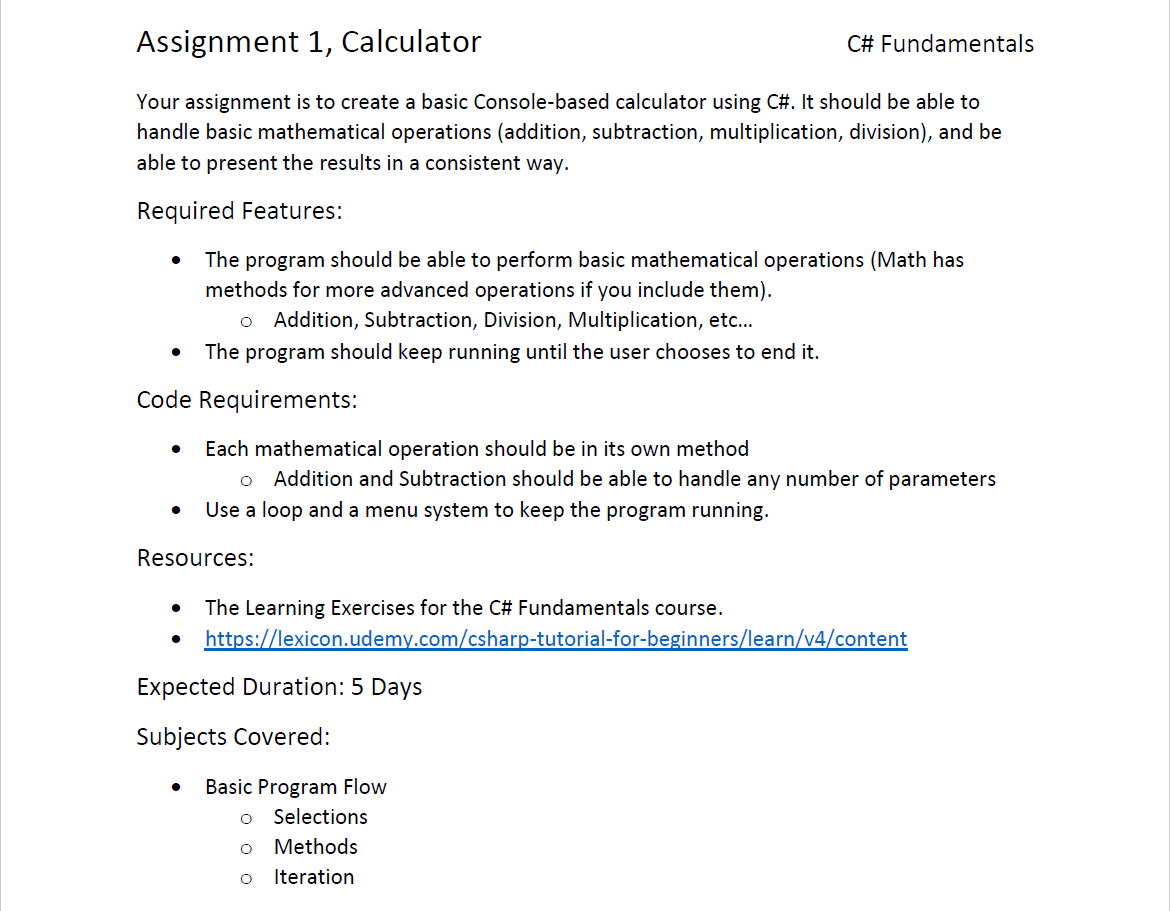 Assignment 1, Calculator C# Fundamentals
Your assignment is to create a basic Console-based calculator using C#. It should be able to
handle basic mathematical operations (addition, subtraction, multiplication, division), and be
able to present the results in a consistent way.
Required Features:
• The program should be able to perform basic mathematical operations (Math has
methods for more advanced operations if you include them).
o Addition, Subtraction, Division, Multiplication, etc...
• The program should keep running until the user chooses to end it.
Code Requirements:
• Each mathematical operation should be in its own method
o Addition and Subtraction should be able to handle any number of parameters
• Use a loop and a menu system to keep the program running.
Resources:
• The Learning Exercises for the C# Fundamentals course.
• https://lexicon.udemy.com/csharp-tutorial-for-beginners/learn/v4/content
Expected Duration: 5 Days
Subjects Covered:
• Basic Program Flow
o Selections
o Methods
o Iteration